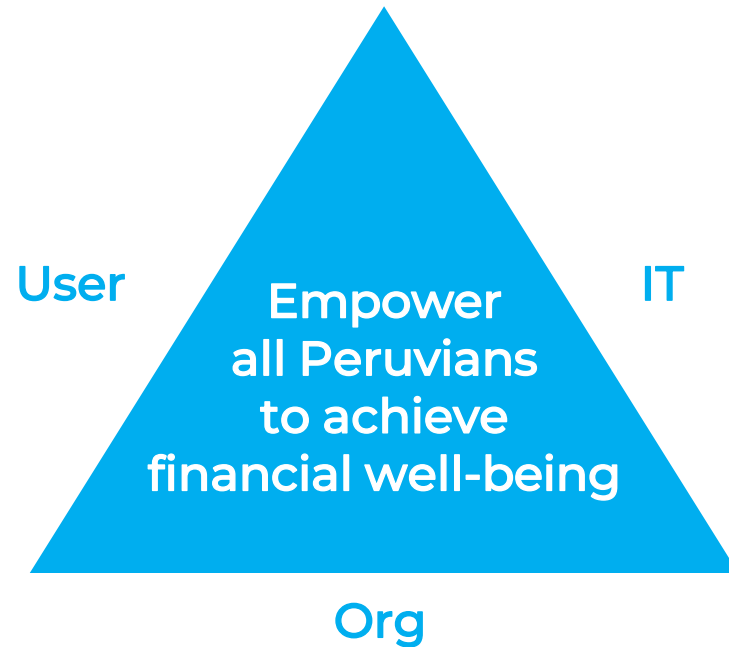 User
IT
Empower
all Peruvians
to achieve
financial well-being
Org